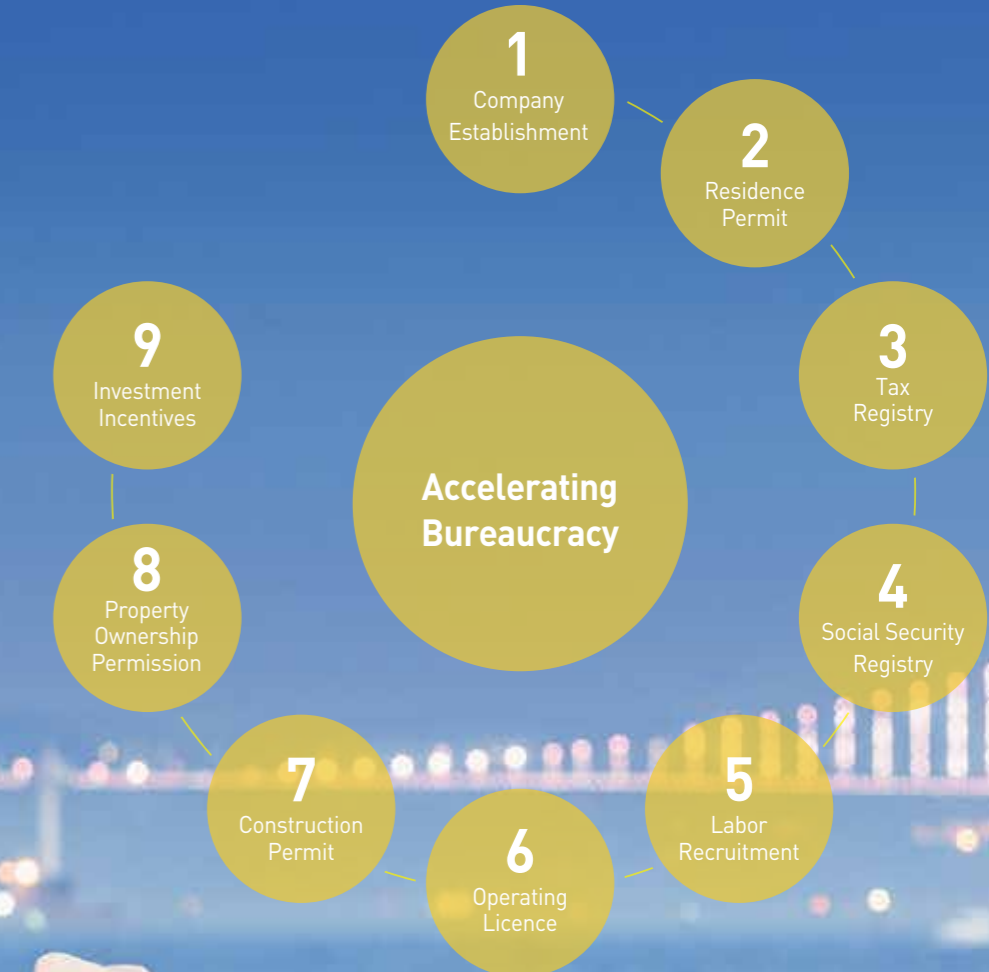 1
Company
Establishment
2
Residence
Permit
3
Tax
Registry
4
Social Security
Registry
5
Labor
Recruitment
6
Operating
Licence
7
Construction
Permit
8
Property
Ownership
Permission
9
Investment
Incentives
Accelerating
Bureaucracy